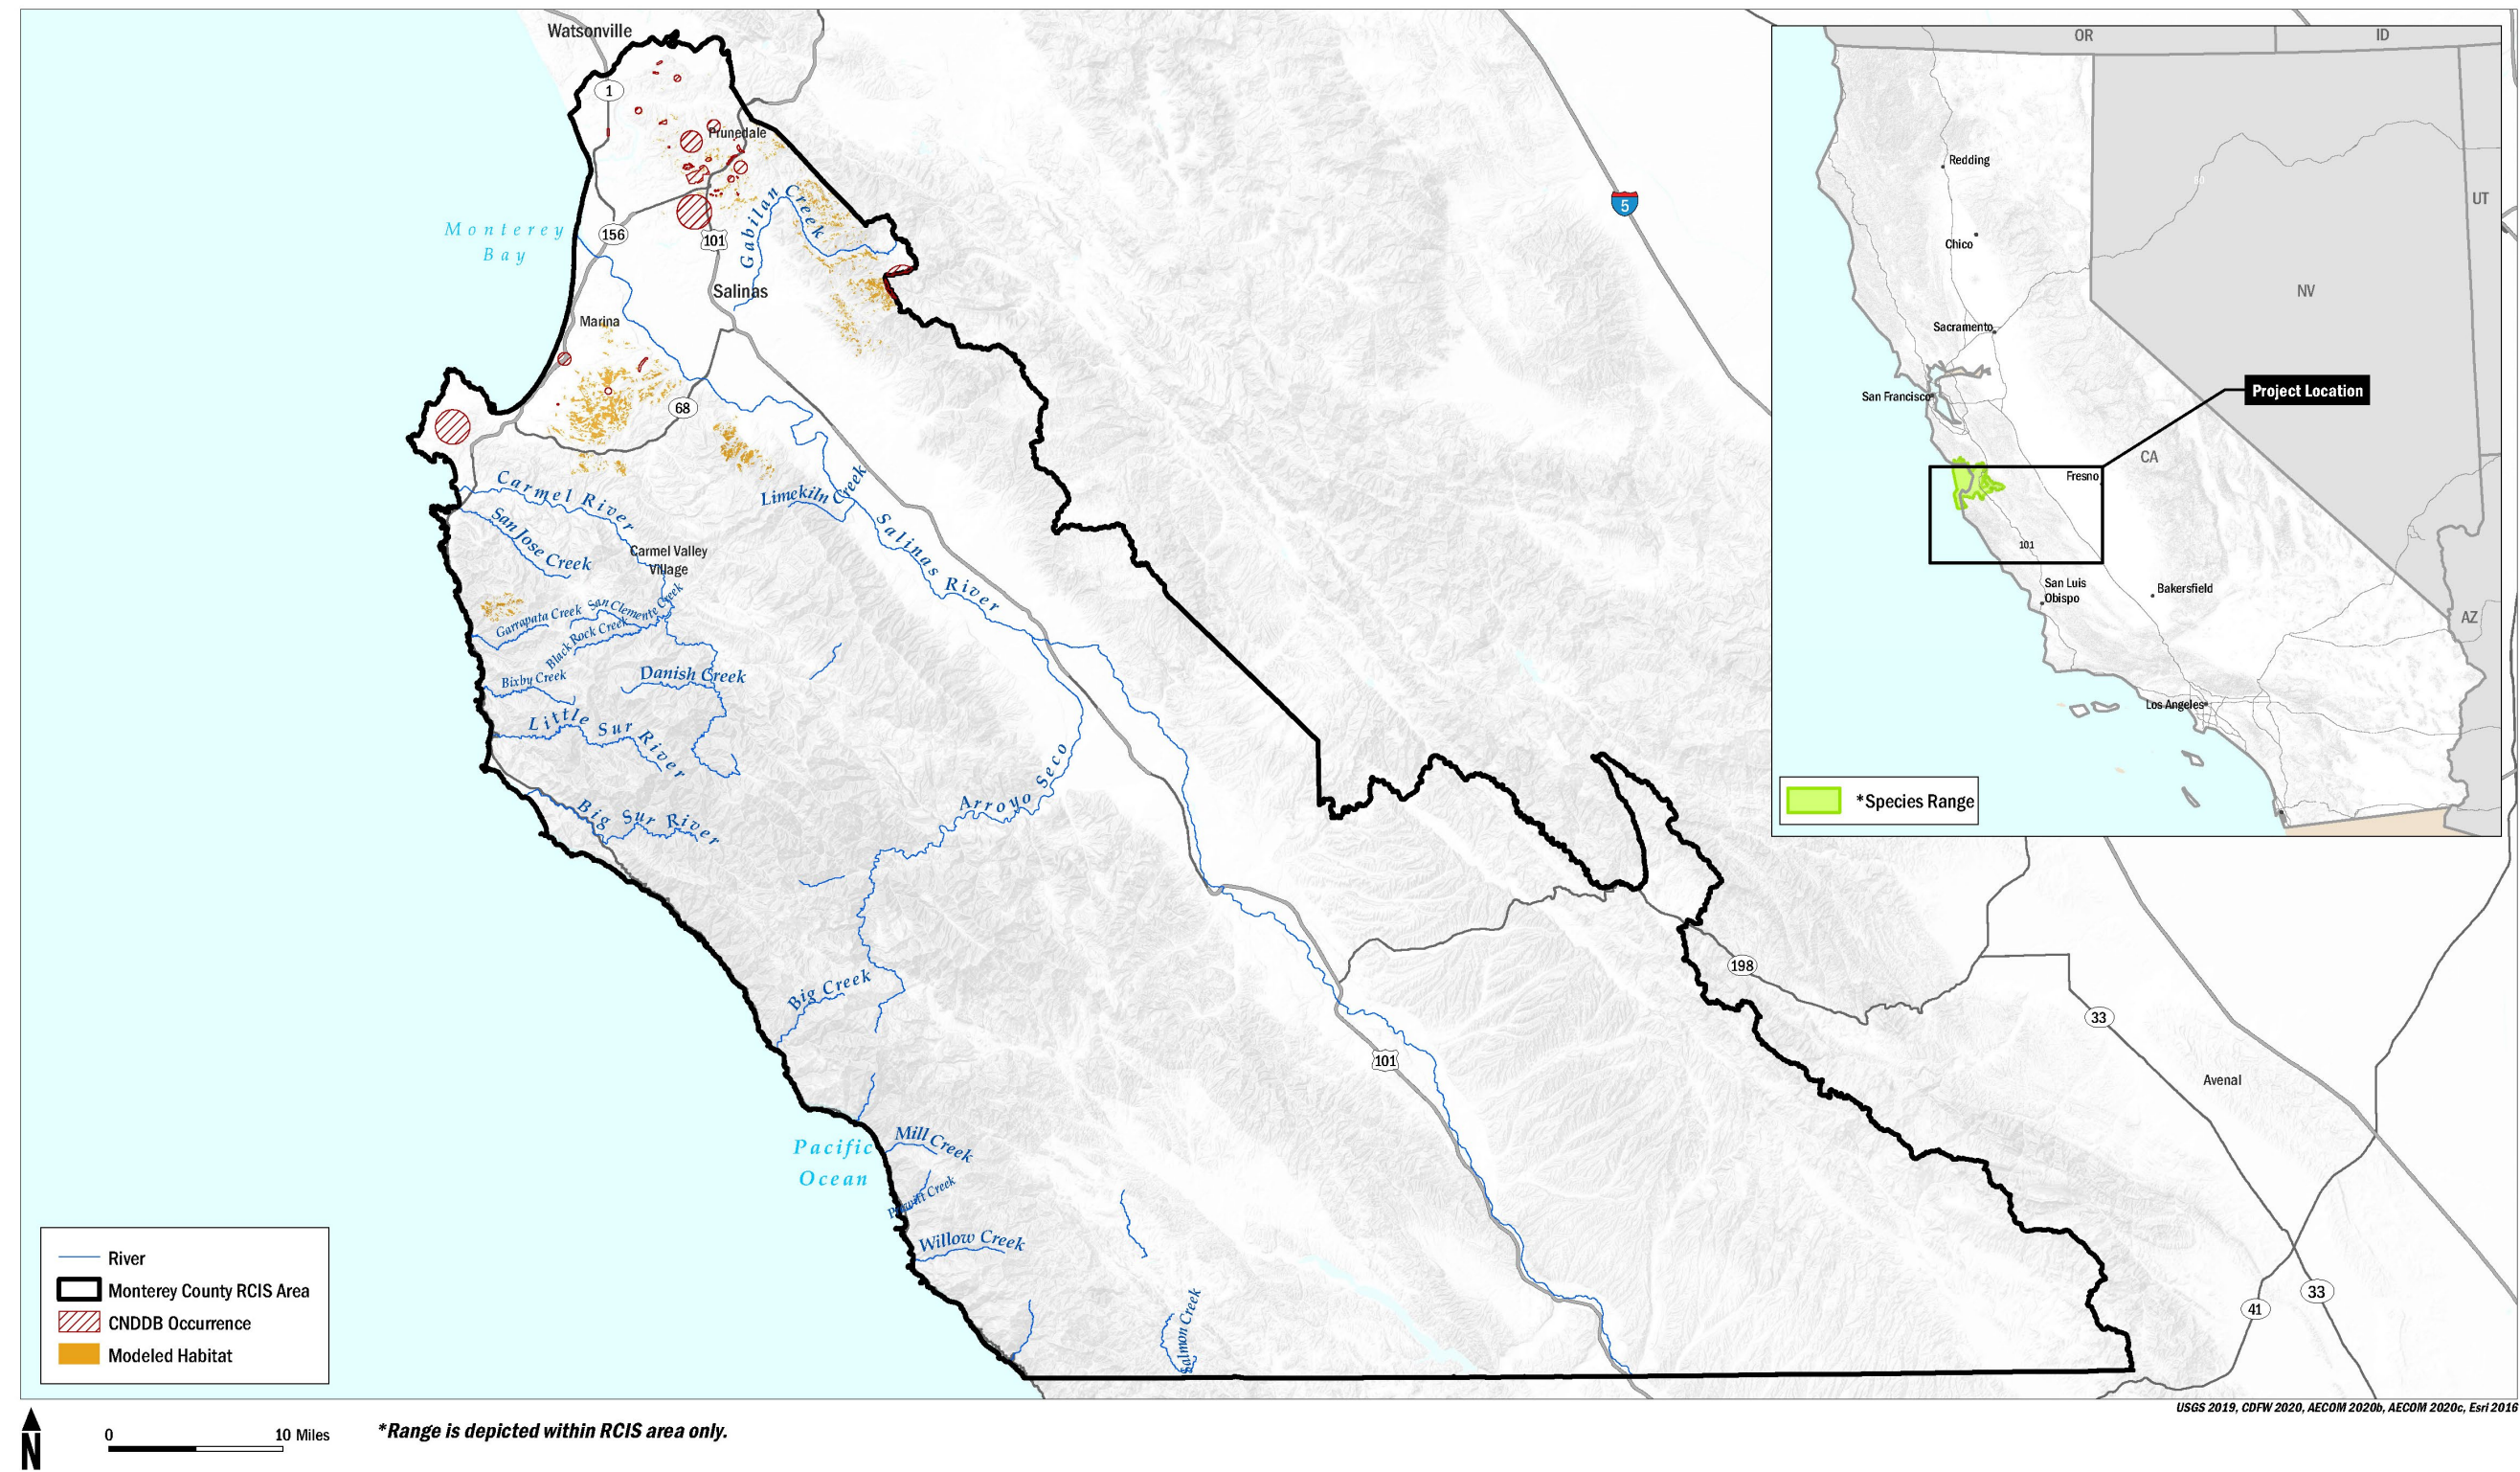 Watsonville
1
Prunedale
Monterey
Bay
156
101
Gabilan Creek
Salinas
Marina
68
Carmel River
San Jose Creek
Carmel Valley
Village
Limekiln Creek
Salinas River
Garrapata Creek
San Clemente Creek
Black Rock Creek
Bixby Creek
Danish Creek
Little Sur River
Big Sur River
Arroyo Seco
Big Creek
Pacific
Ocean
Mill Creek
Willow Creek
Salmon Creek
101
198
33
Avenal
41
33
5
OR
ID
Redding
UT
80
Chico
NV
Sacramento
Project Location
San Francisco
CA
Fresno
101
San Luis
Obispo
Bakersfield
AZ
Los Angeles
*Species Range
River
Monterey County RCIS Area
CNDDB Occurrence
Modeled Habitat
USGS 2019, CDFW 2020, AECOM 2020b, AECOM 2020c, Esri 2016
N
0
10 Miles
*Range is depicted within RCIS area only.